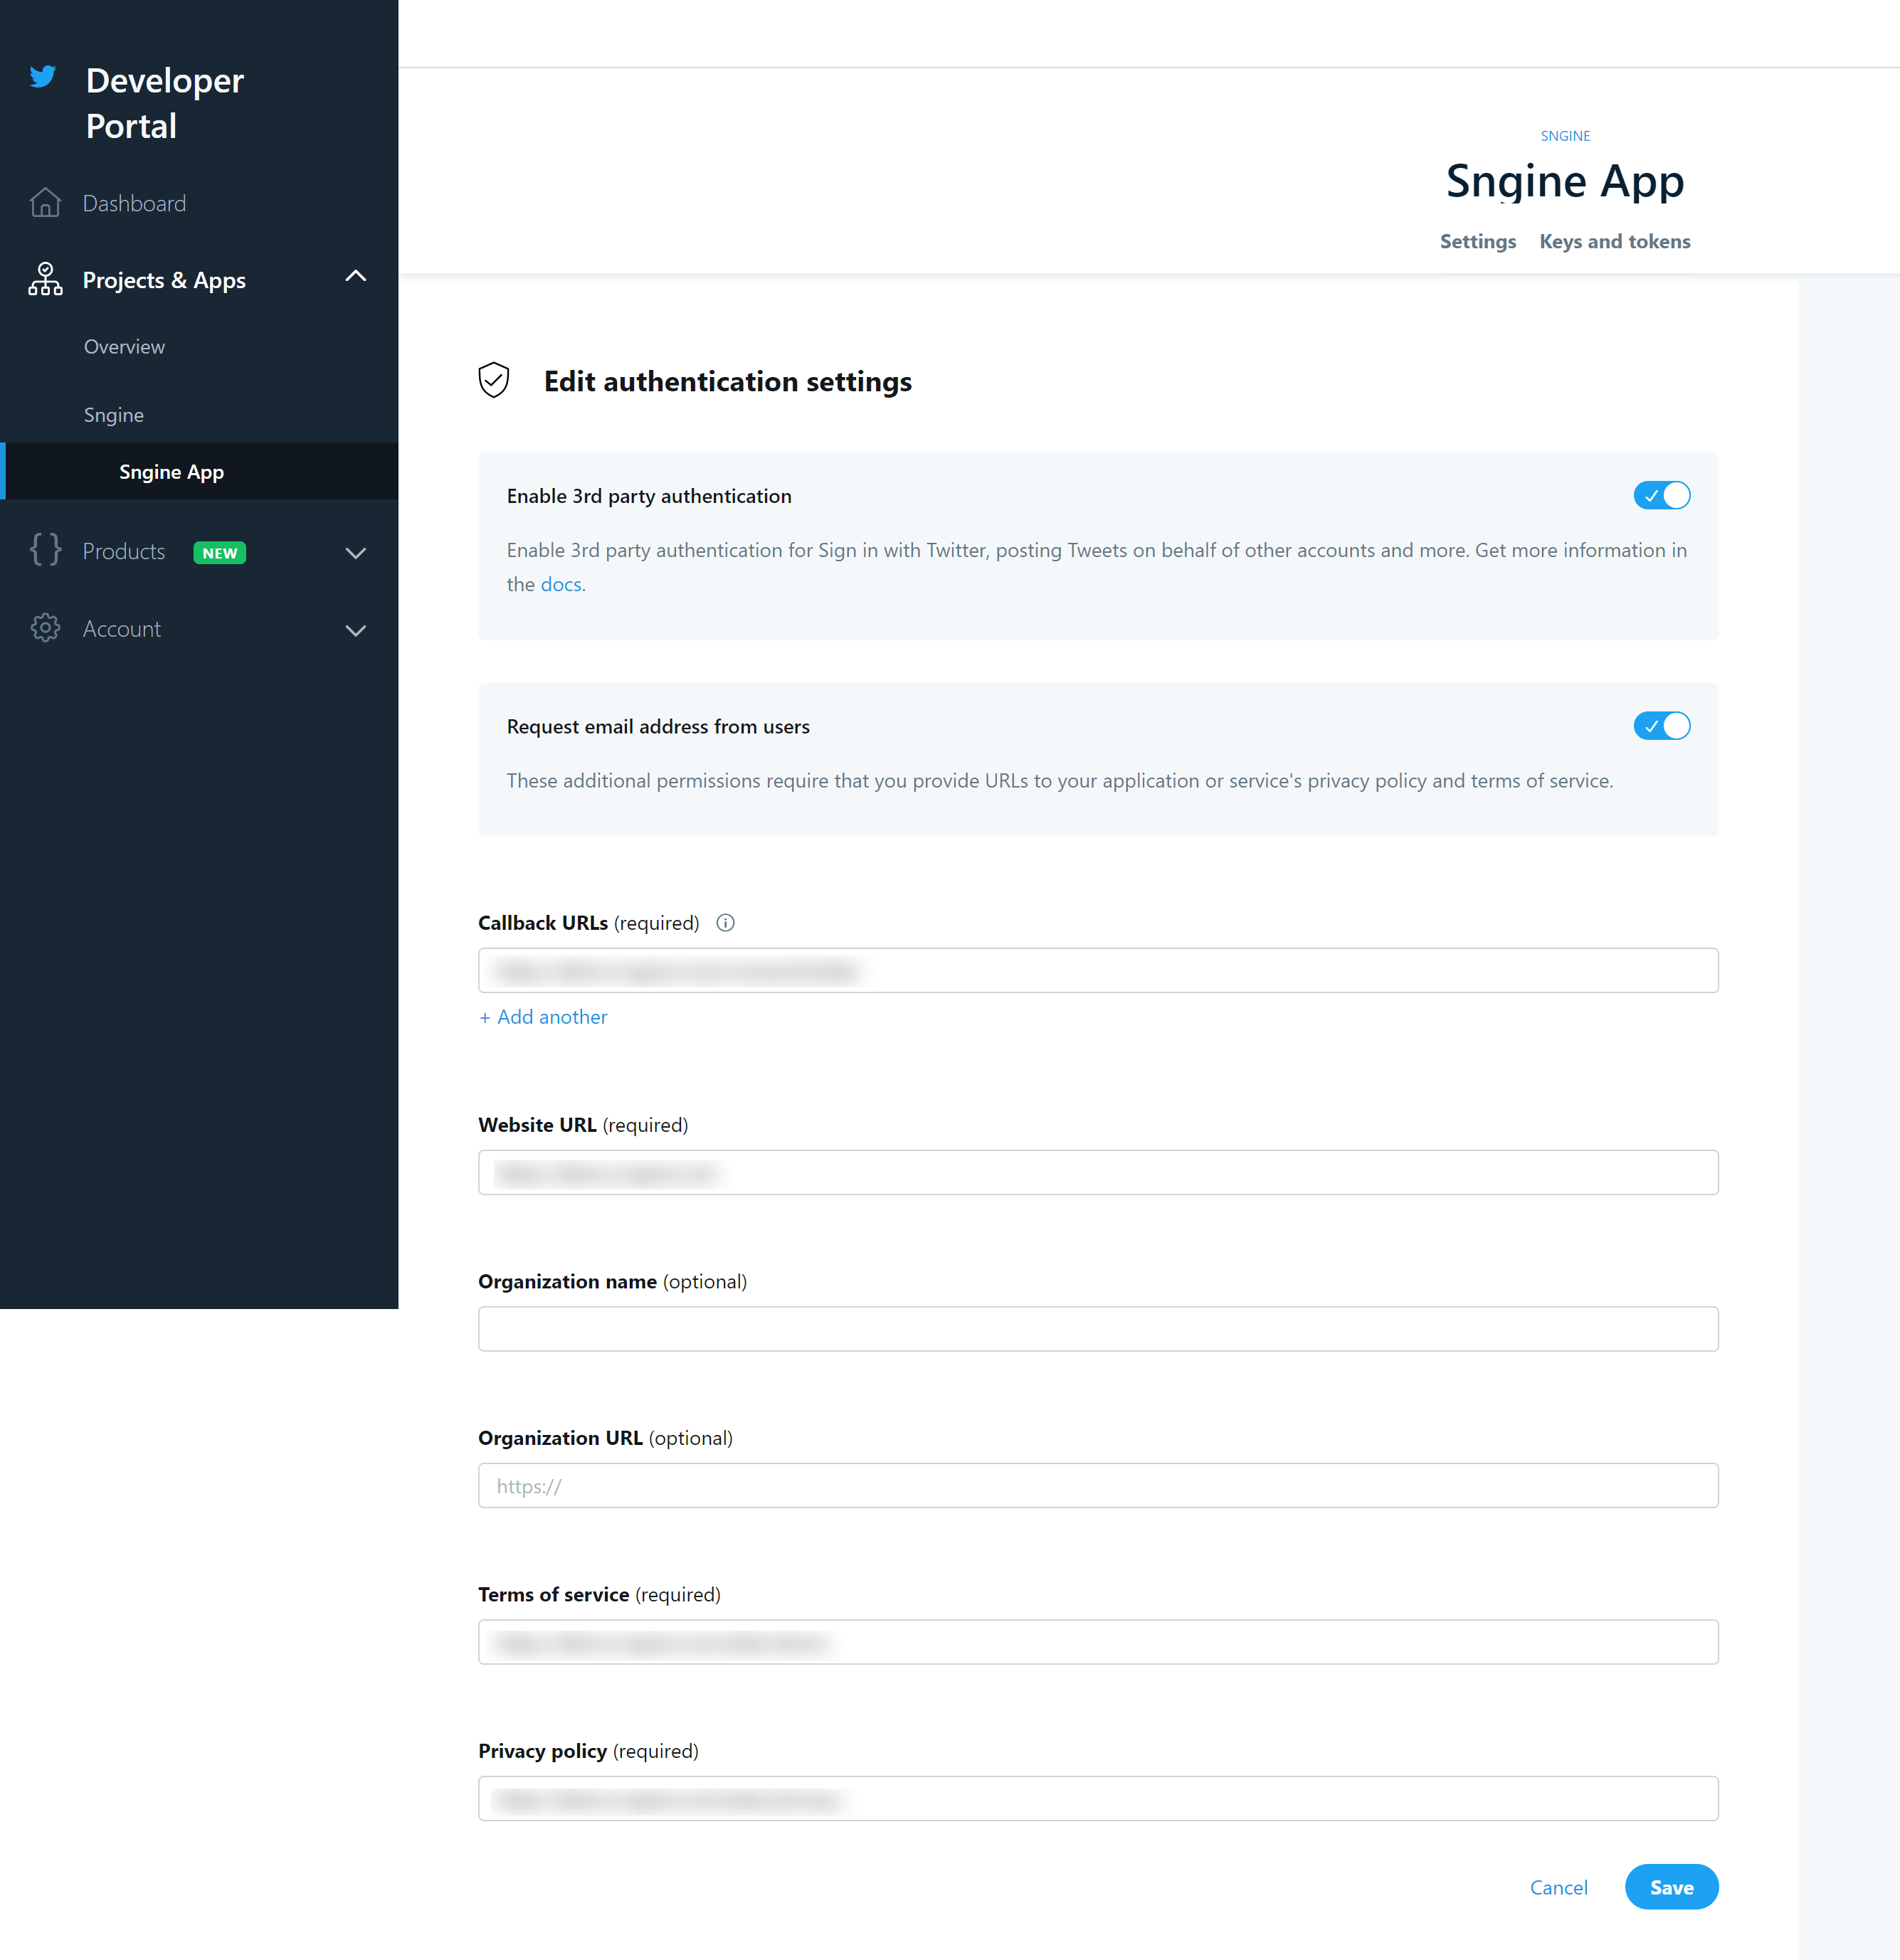 Developer
Portal
Dashboard
Projects & Apps
Overview
Sngine
Sngine App
Products NEW
Account
SNGINE
Sngine App
Settings Keys and tokens
Edit authentication settings
Enable 3rd party authentication
Enable 3rd party authentication for Sign in with Twitter, posting Tweets on behalf of other accounts and more. Get more information in
the docs.
Request email address from users
These additional permissions require that you provide URLs to your application or service's privacy policy and terms of service.
Callback URLs (required)
+ Add another
Website URL (required)
Organization name (optional)
Organization URL (optional)
https://
Terms of service (required)
Privacy policy (required)
Cancel Save